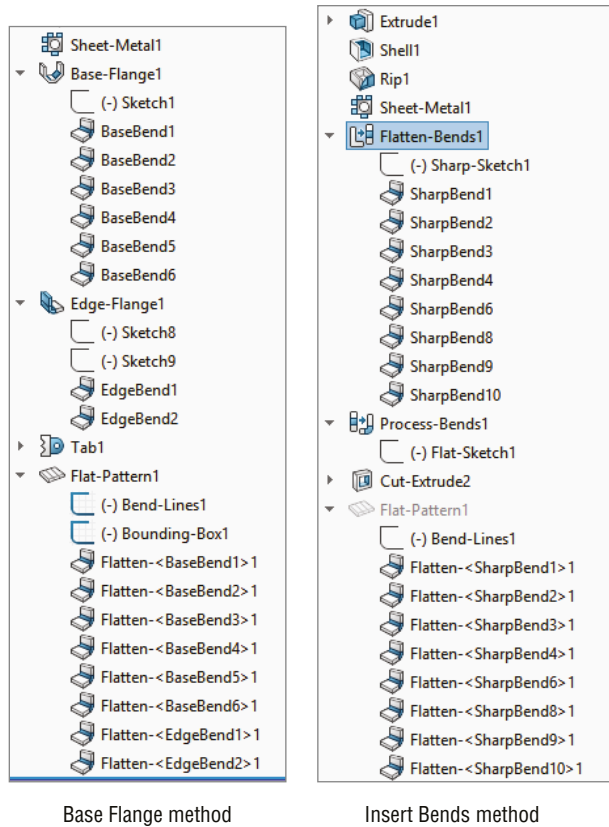 Sheet-Metal1
Base-Flange1
(-) Sketch1
BaseBend1
BaseBend2
BaseBend3
BaseBend4
BaseBend5
BaseBend6
Edge-Flange1
(-) Sketch8
(-) Sketch9
EdgeBend1
EdgeBend2
Tab1
Flat-Pattern1
(-) Bend-Lines1
(-) Bounding-Box1
Flatten-<BaseBend1>1
Flatten-<BaseBend2>1
Flatten-<BaseBend3>1
Flatten-<BaseBend4>1
Flatten-<BaseBend5>1
Flatten-<BaseBend6>1
Flatten-<EdgeBend1>1
Flatten-<EdgeBend2>1
Base Flange method
Extrude1
Shell1
Rip1
Sheet-Metal1
Flatten-Bends1
(-) Sharp-Sketch1
SharpBend1
SharpBend2
SharpBend3
SharpBend4
SharpBend6
SharpBend8
SharpBend9
SharpBend10
Process-Bends1
(-) Flat-Sketch1
Cut-Extrude2
Flat-Pattern1
(-) Bend-Lines1
Flatten-<SharpBend1>1
Flatten-<SharpBend2>1
Flatten-<SharpBend3>1
Flatten-<SharpBend4>1
Flatten-<SharpBend6>1
Flatten-<SharpBend8>1
Flatten-<SharpBend9>1
Flatten-<SharpBend10>1
Insert Bends method